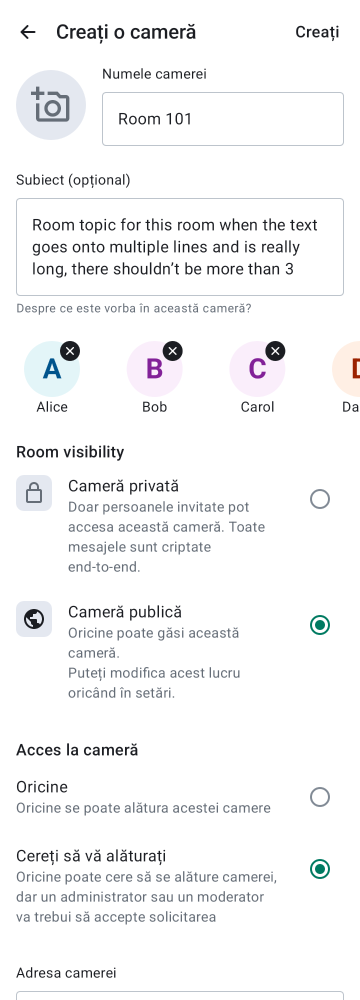 Creați o cameră
Creați
Numele camerei
Room 101
Subiect (opțional)
Room topic for this room when the text
goes onto multiple lines and is really
long, there shouldn't be more than 3
Despre ce este vorba în această cameră?
A
B
C
Alice
Bob
Carol
Da
Room visibility
Cameră privată
Doar persoanele invitate pot
accesa această cameră. Toate
mesajele sunt criptate
end-to-end.
Cameră publică
Oricine poate găsi această
cameră.
Puteți modifica acest lucru
oricând în setări.
Acces la cameră
Oricine
Oricine se poate alătura acestei camere
Cereți să vă alăturați
Oricine poate cere să se alăture camerei,
dar un administrator sau un moderator
va trebui să accepte solicitarea
Adresa camerei